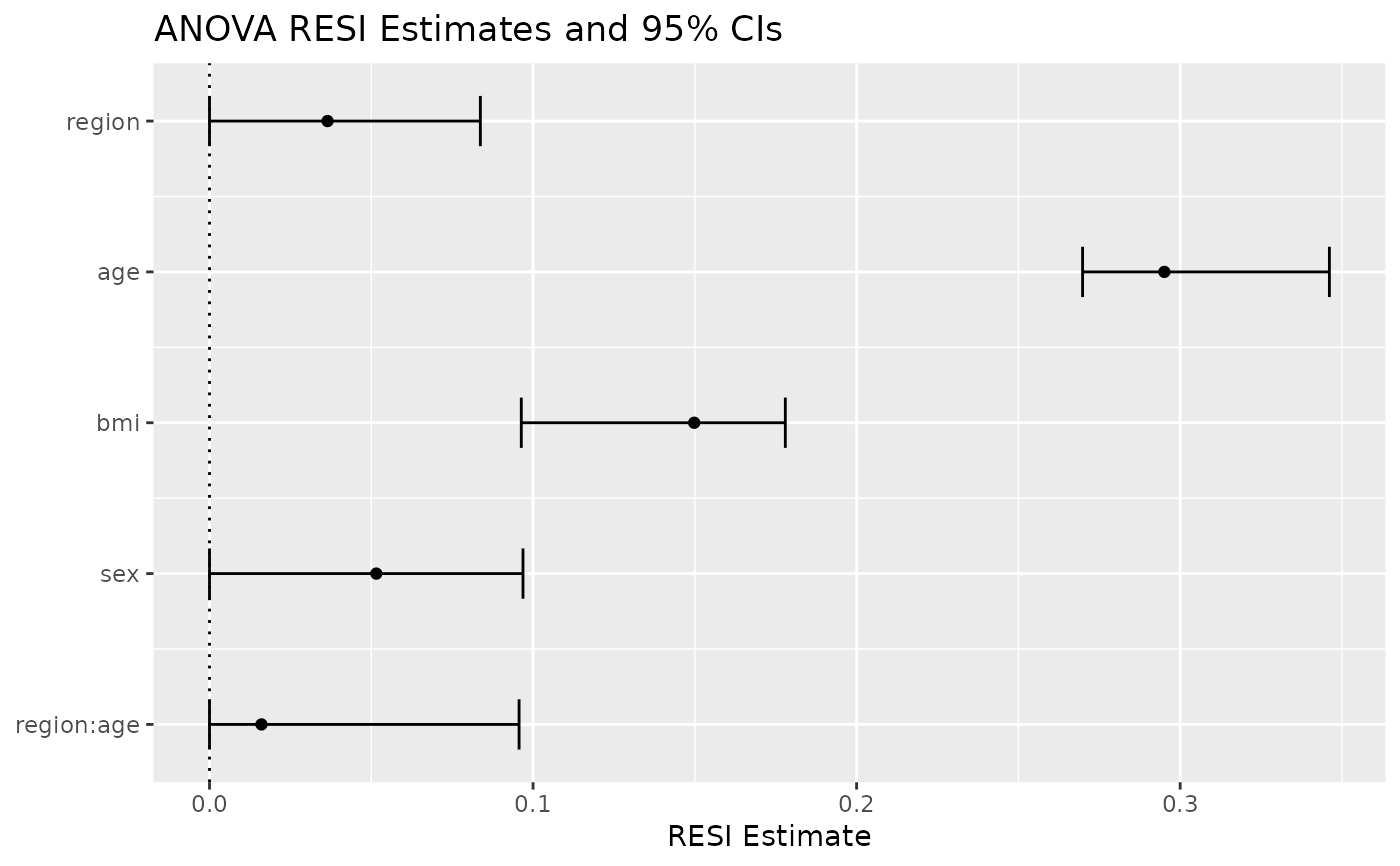 ANOVA RESI Estimates and 95% CIs
region
age
bmi
sex
region:age
0.0 0.1 0.2 0.3
RESI Estimate